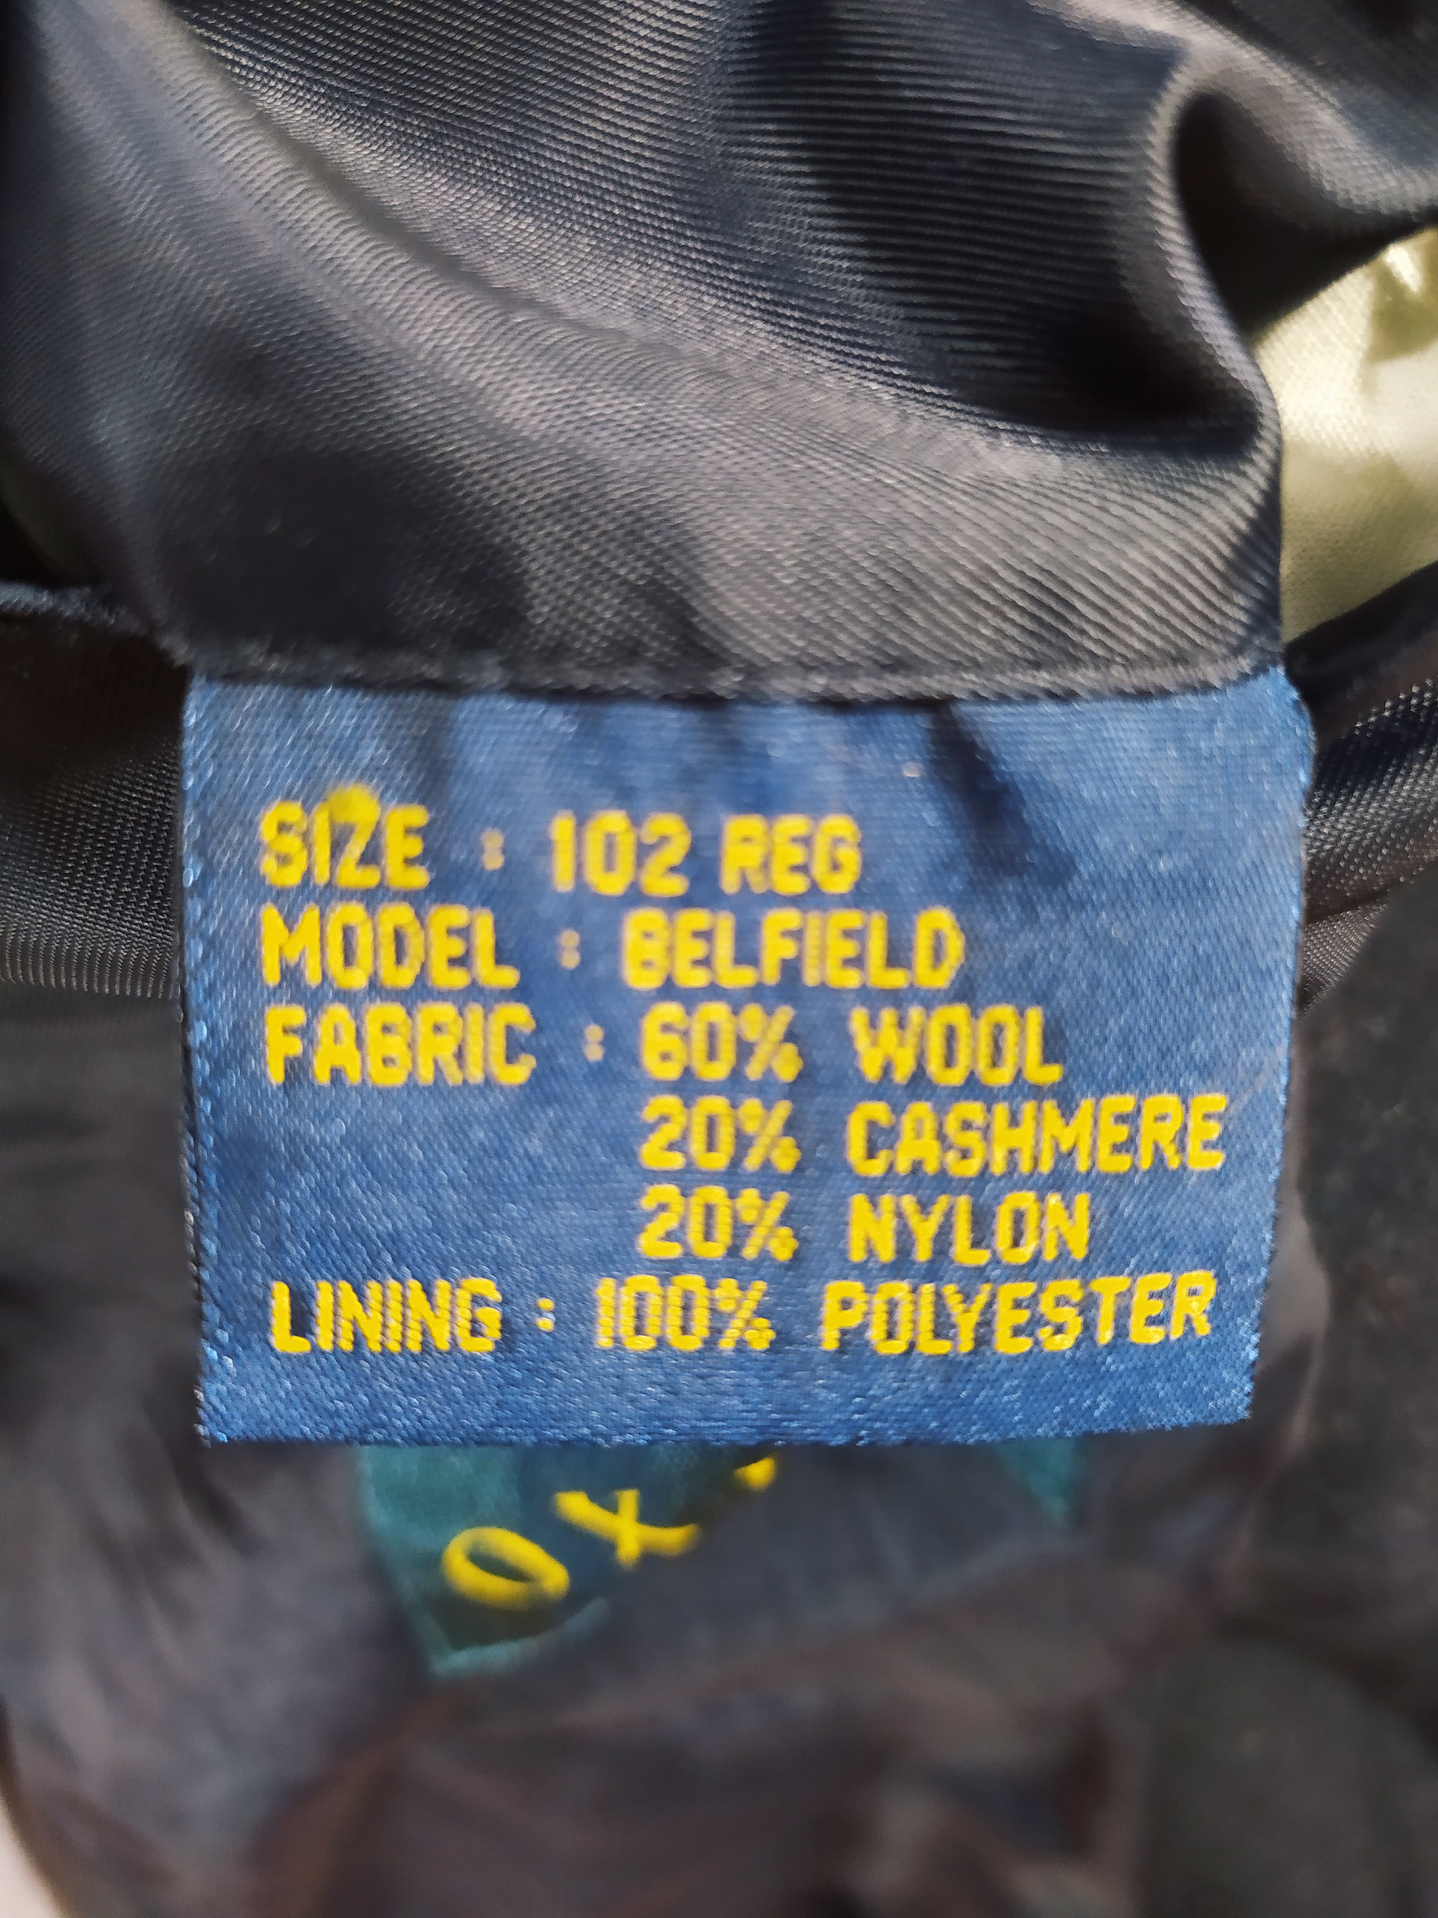 SIZE : 102 REG
MODEL : BELFIELD
FABRIC : 60% WOOL
20% CASHMERE
20% NYLON
LINING : 100% POLYESTER